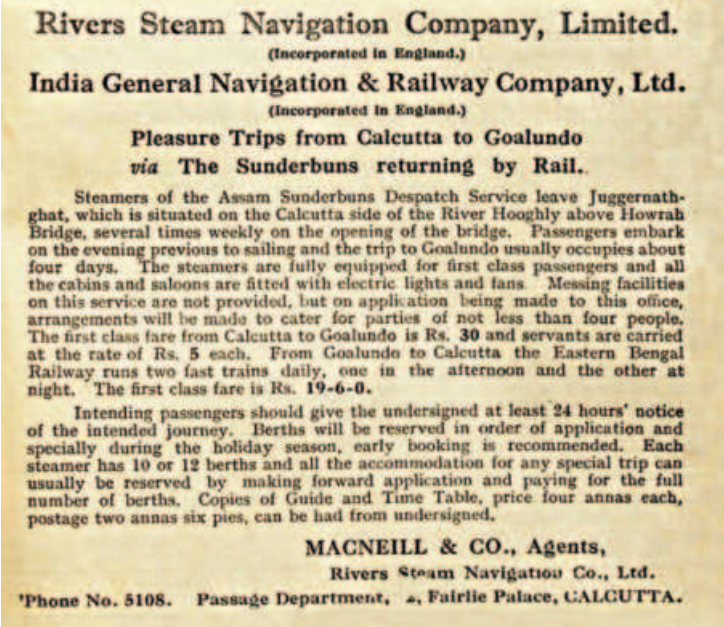 Rivers Steam Navigation Company, Limited.
(Incorporated in England.)
India General Navigation & Railway Company, Ltd.
(Incorporated in England.)
Pleasure Trips from Calcutta to Goalundo
via The Sunderbuns returning by Rail.
Steamers of the Assam Sunderbuns Despatch Service leave Juggernath-
ghat, which is situated on the Calcutta side of the River Hooghly above Howrah
Bridge, several times weekly on the opening of the bridge. Passengers embark
on the evening previous to sailing and the trip to Goalundo usually occupies about
four days. The steamers are fully equipped for first class passengers and all
the cabins and saloons are fitted with electric lights and fans. Messing facilities
on this service are not provided, but on application being made to this office,
arrangements will be made to cater for parties of not less than four people.
The first class fare from Calcutta to Goalundo is Rs. 30 and servants are carried
at the rate of Rs. 5 each. From Goalundo to Calcutta the Eastern Bengal
Railway runs two fast trains daily, one in the afternoon and the other at
night. The first class fare is Rs. 19-6-0.
Intending passengers should give the undersigned at least 24 hours' notice
of the intended journey. Berths will be reserved in order of application and
specially during the holiday season, early booking is recommended. Each
steamer has 10 or 12 berths and all the accommodation for any special trip can
usually be reserved by making forward application and paying for the full
number of berths. Copies of Guide and Time Table, price four annas each,
postage two annas six pies, can be had from undersigned.
MACNEILL & CO., Agents,
Rivers Steam Navigation Co., Ltd.
'Phone No. 5108. Passage Department, Fairlie Palace, CALCUTTA.